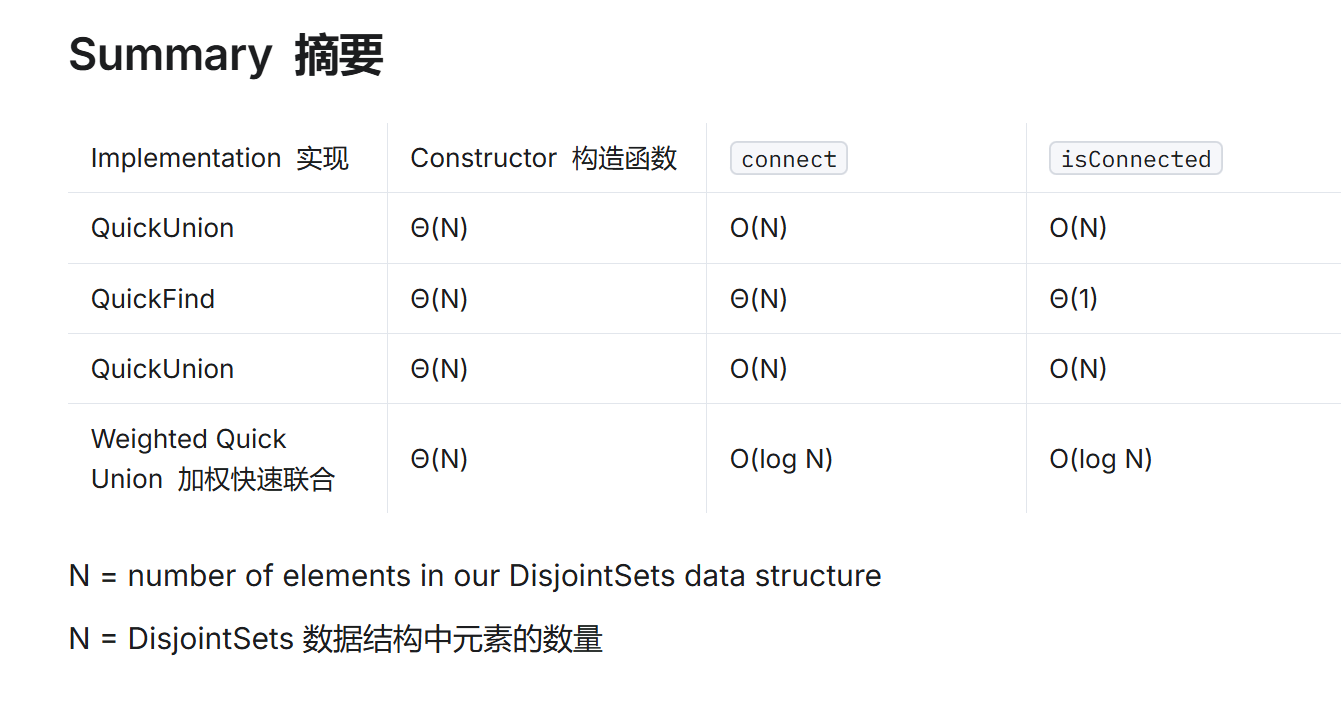 Summary 摘要
Implementation 实现 Constructor 构造函数 connect isConnected
QuickUnion Θ(N) O(N) O(N)
QuickFind Θ(N) Θ(N) Θ(1)
QuickUnion Θ(N) O(N) O(N)
Weighted Quick
Union 加权快速联合 Θ(N) O(log N) O(log N)
N = number of elements in our DisjointSets data structure
N = DisjointSets 数据结构中元素的数量